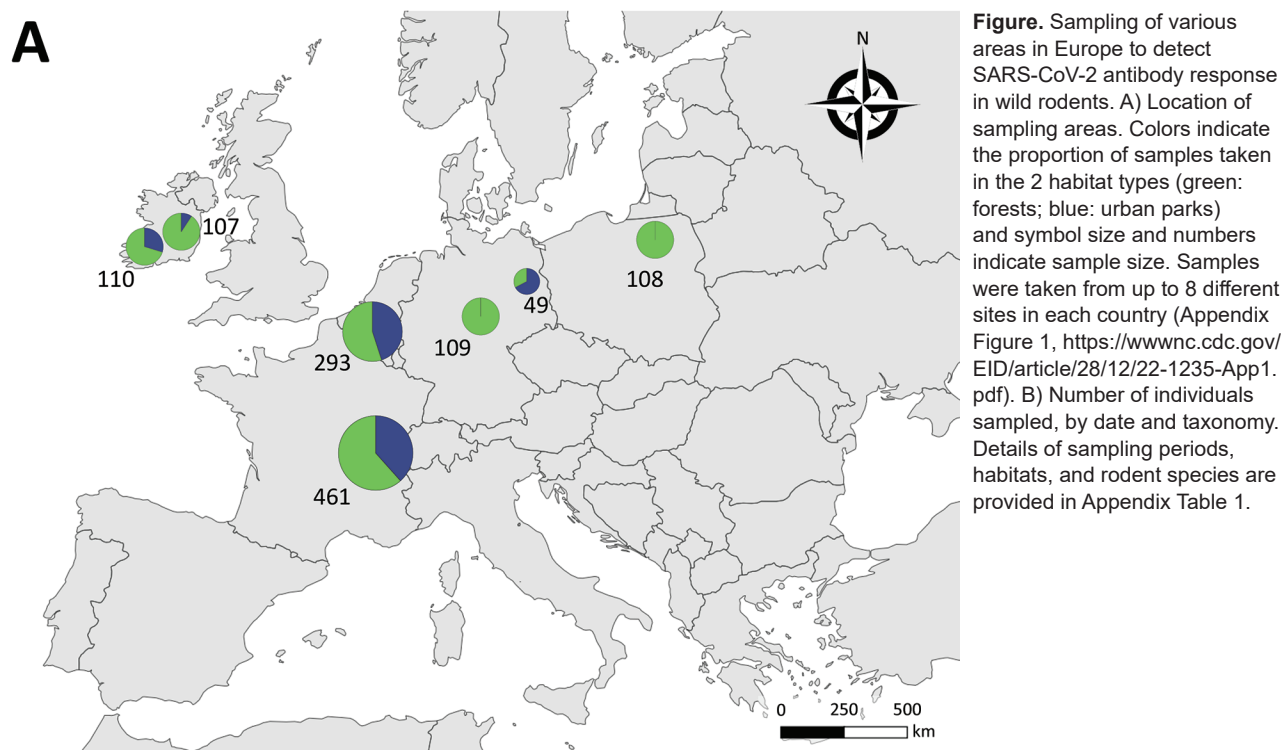 A
N
107
110
108
49
293
109
461
0 250 500
km
Figure. Sampling of various
areas in Europe to detect
SARS-CoV-2 antibody response
in wild rodents. A) Location of
sampling areas. Colors indicate
the proportion of samples taken
in the 2 habitat types (green:
forests; blue: urban parks)
and symbol size and numbers
indicate sample size. Samples
were taken from up to 8 different
sites in each country (Appendix
Figure 1, https://wwwnc.cdc.gov/
EID/article/28/12/22-1235-App1.
pdf). B) Number of individuals
sampled, by date and taxonomy.
Details of sampling periods,
habitats, and rodent species are
provided in Appendix Table 1.